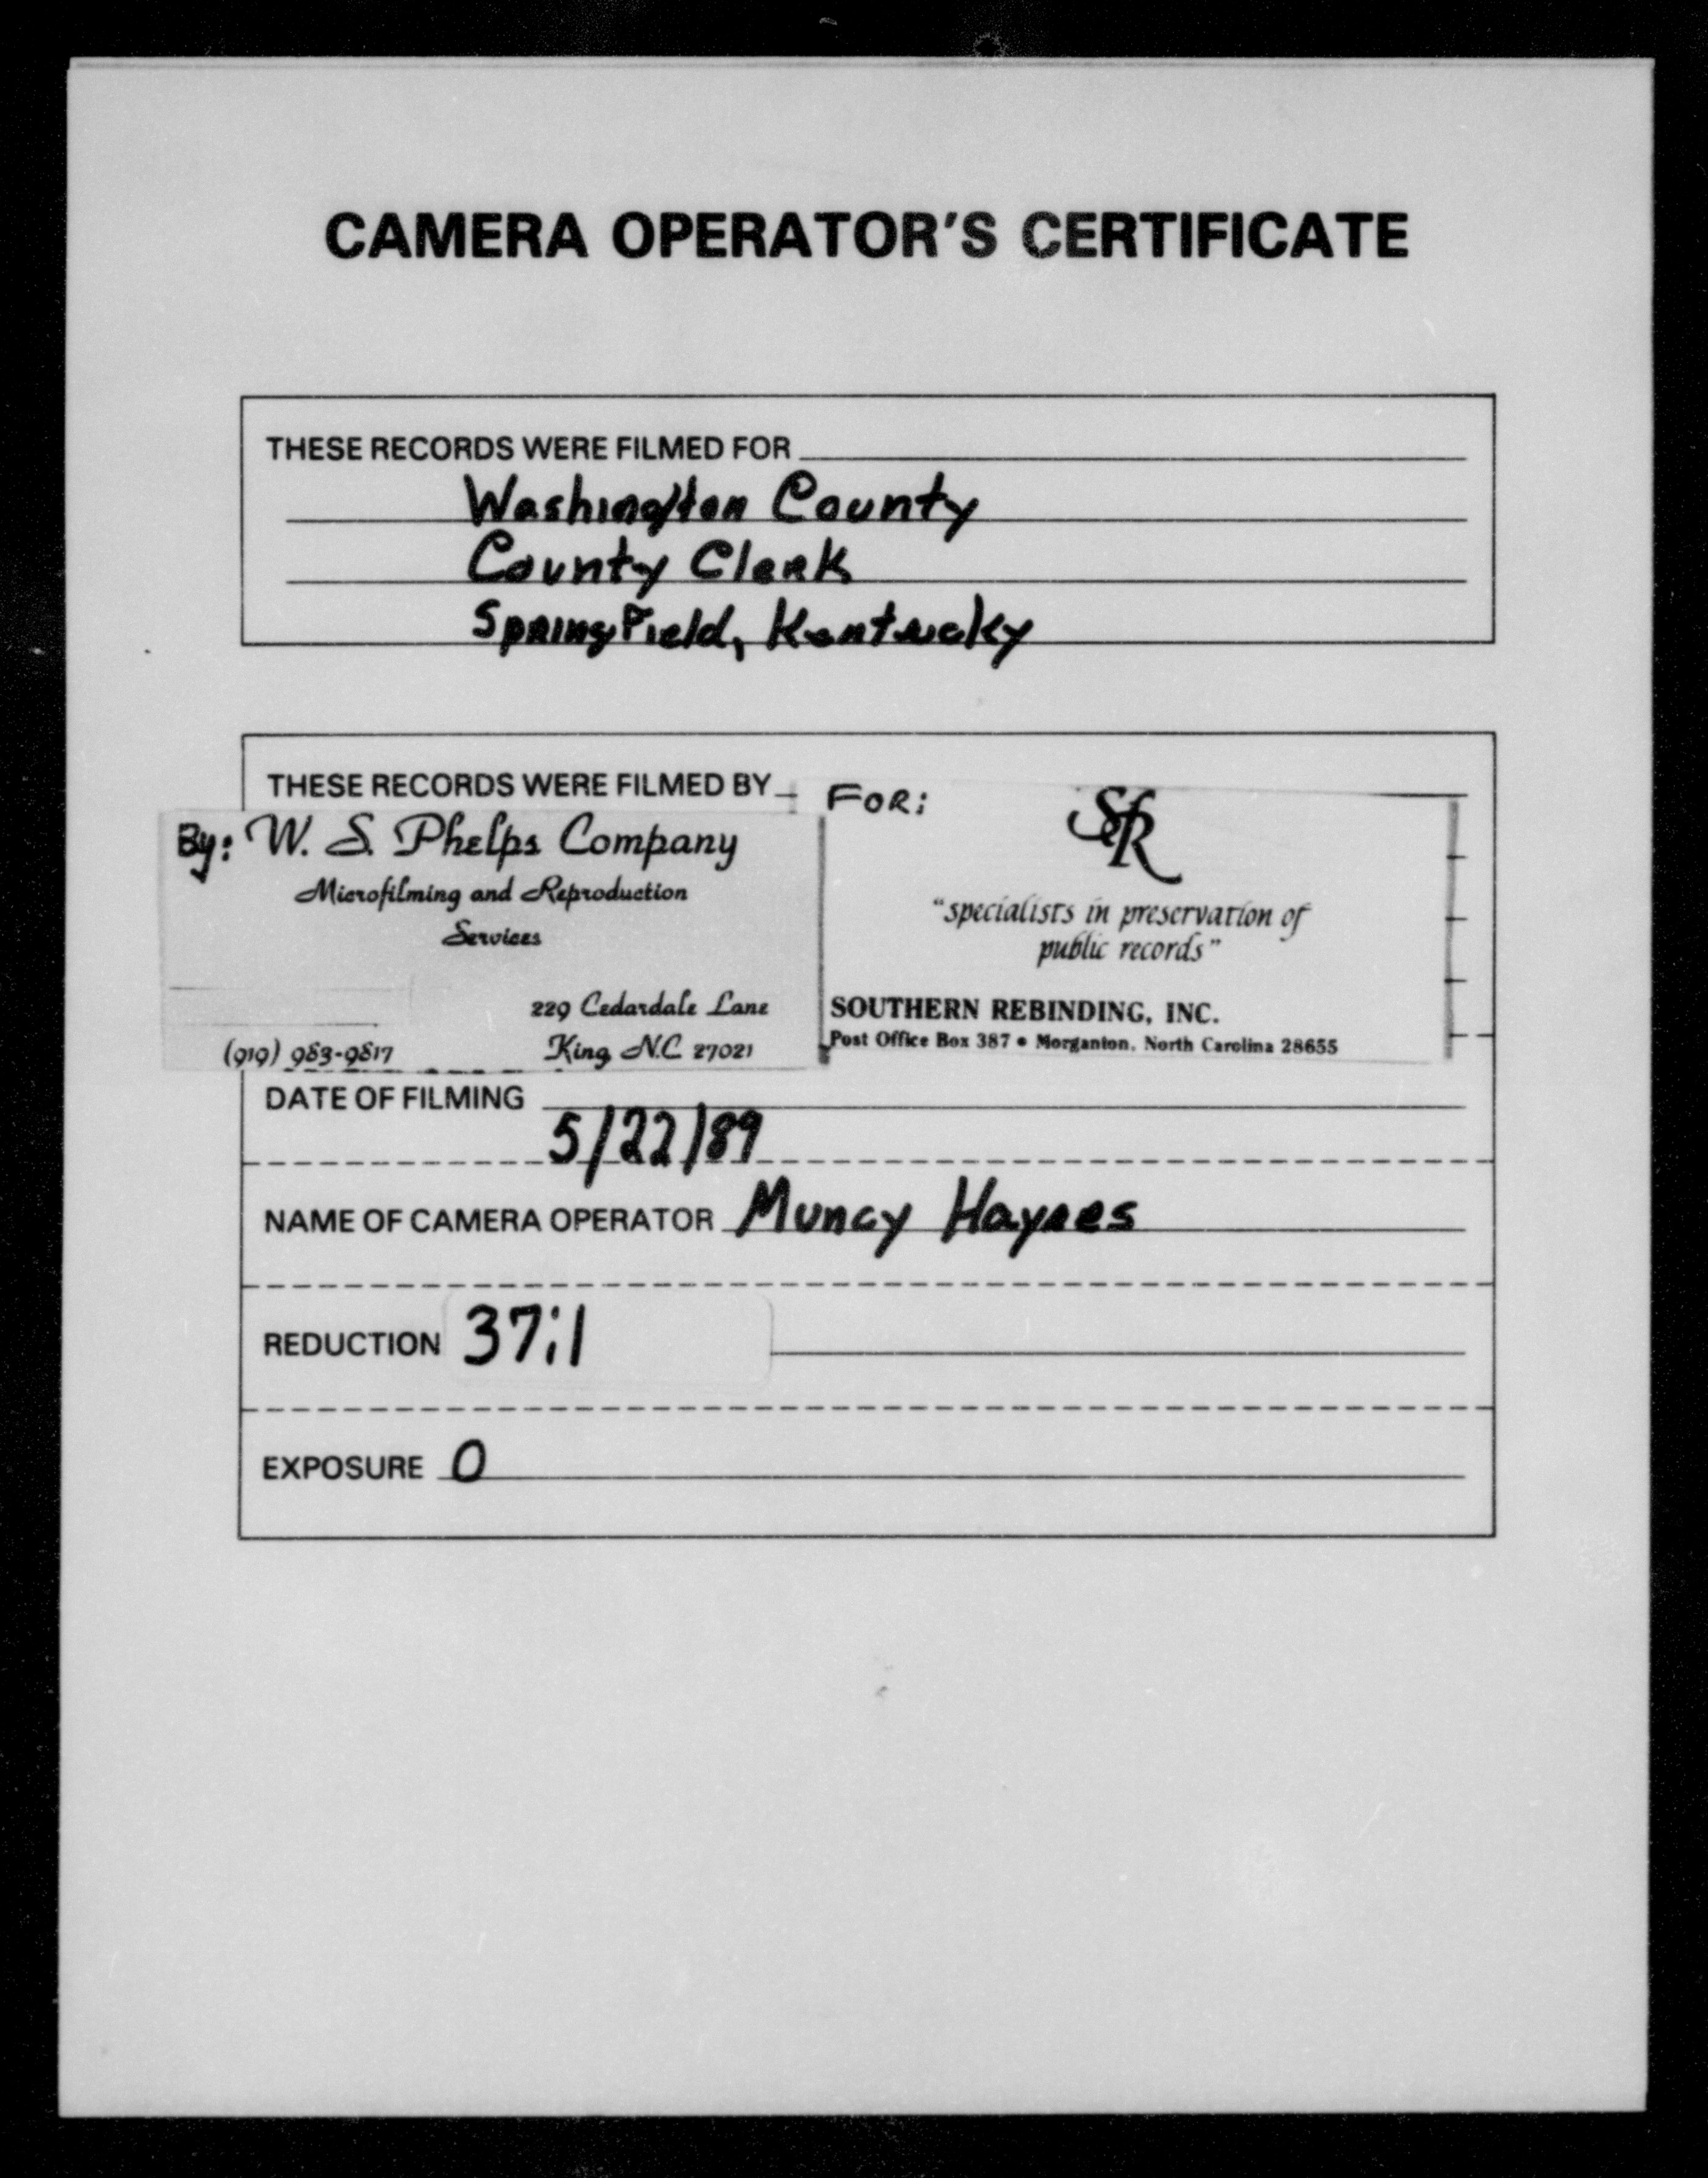 CAMERA OPERATOR'S CERTIFICATE
THESE RECORDS WERE FILMED FOR
Washington County
County Clerk
Springfield, Kentucky
THESE RECORDS WERE FILMED BY
By: W. S. Phelps Company
Microfilming and Reproduction
Services
229 Cedardale Lane
(919) 983-9817 King, N.C. 27021
FOR:
SR
"specialists in preservation of
public records"
SOUTHERN REBINDING, INC.
Post Office Box 387 • Morganton, North Carolina 28655
DATE OF FILMING
5/22/89
NAME OF CAMERA OPERATOR Muncy Haynes
REDUCTION 37:1
EXPOSURE 0